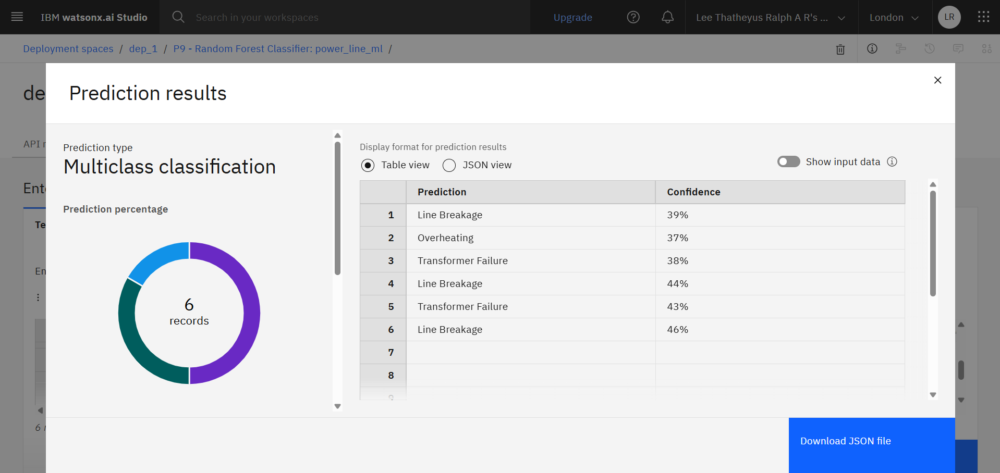 IBM watsonx.ai Studio
Search in your workspaces
Upgrade
Lee Thatheyus Ralph A R's ...
London
LR
Deployment spaces / dep_1 / P9 - Random Forest Classifier: power_line_ml /
de
Prediction results
API r
Prediction type
Multiclass classification
Prediction percentage
6
records
Display format for prediction results
Table view
JSON view
Show input data
Prediction Confidence
1 Line Breakage 39%
2 Overheating 37%
3 Transformer Failure 38%
4 Line Breakage 44%
5 Transformer Failure 43%
6 Line Breakage 46%
7
8
9
Ente
Te
En
6 r
Download JSON file